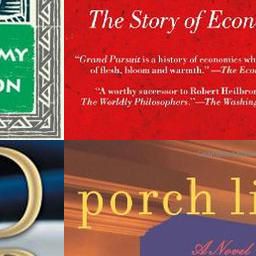 The Story of Econ
MY
ON
"Grand Pursuit is a history of economics wh
of flesh, bloom and warmth." —The Eco
"A worthy successor to Robert Heilbron
The Worldly Philosophers."—The Washing
porch li
A Novel